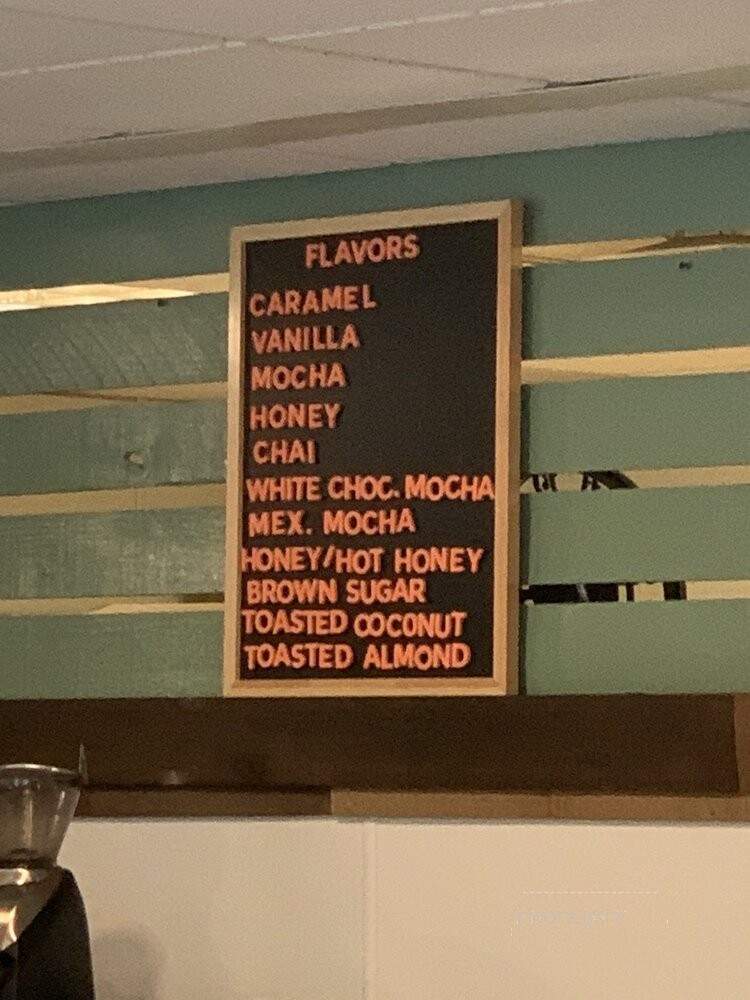 FLAVORS
CARAMEL
VANILLA
MOCHA
HONEY
CHAI
WHITE CHOC. MOCHA
MEX. MOCHA
HONEY/HOT HONEY
BROWN SUGAR
TOASTED COCONUT
TOASTED ALMOND